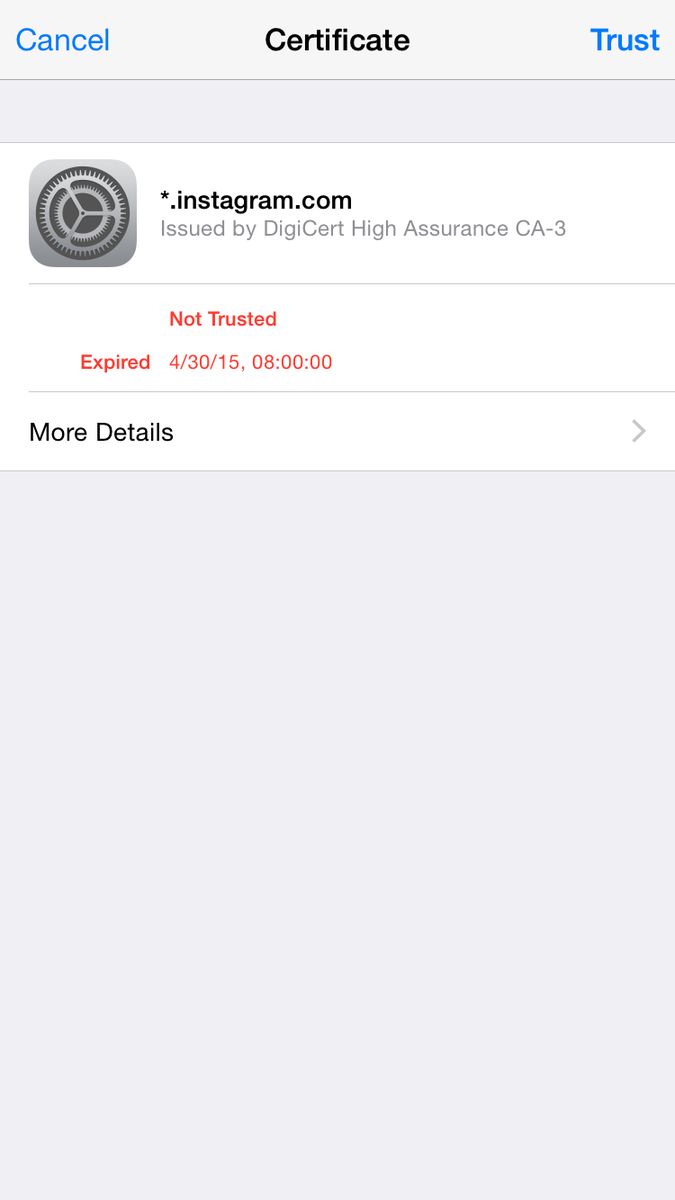 Cancel Certificate Trust
*.instagram.com
Issued by DigiCert High Assurance CA-3
Not Trusted
Expired 4/30/15, 08:00:00
More Details